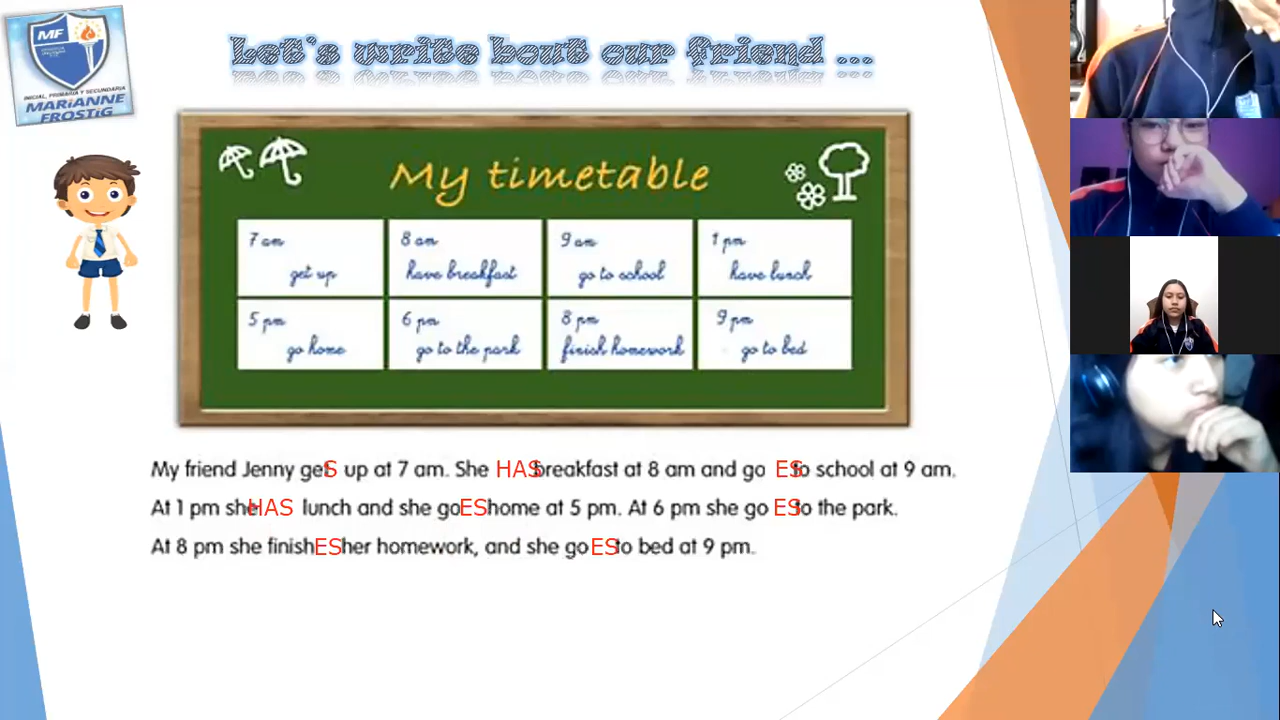 MF
INICIAL, PRIMARIA Y SECUNDARIA
MARiANNE
FROSTiG
Let's write bout our friend ...
My timetable
7 am
get up
8 am
have breakfast
9 am
go to school
1 pm
have lunch
5 pm
go home
6 pm
go to the park
8 pm
finish homework
9 pm
go to bed
My friend Jenny getS up at 7 am. She HAS breakfast at 8 am and go ES to school at 9 am.
At 1 pm she HAS lunch and she goES home at 5 pm. At 6 pm she go ES to the park.
At 8 pm she finishES her homework, and she go ES to bed at 9 pm.